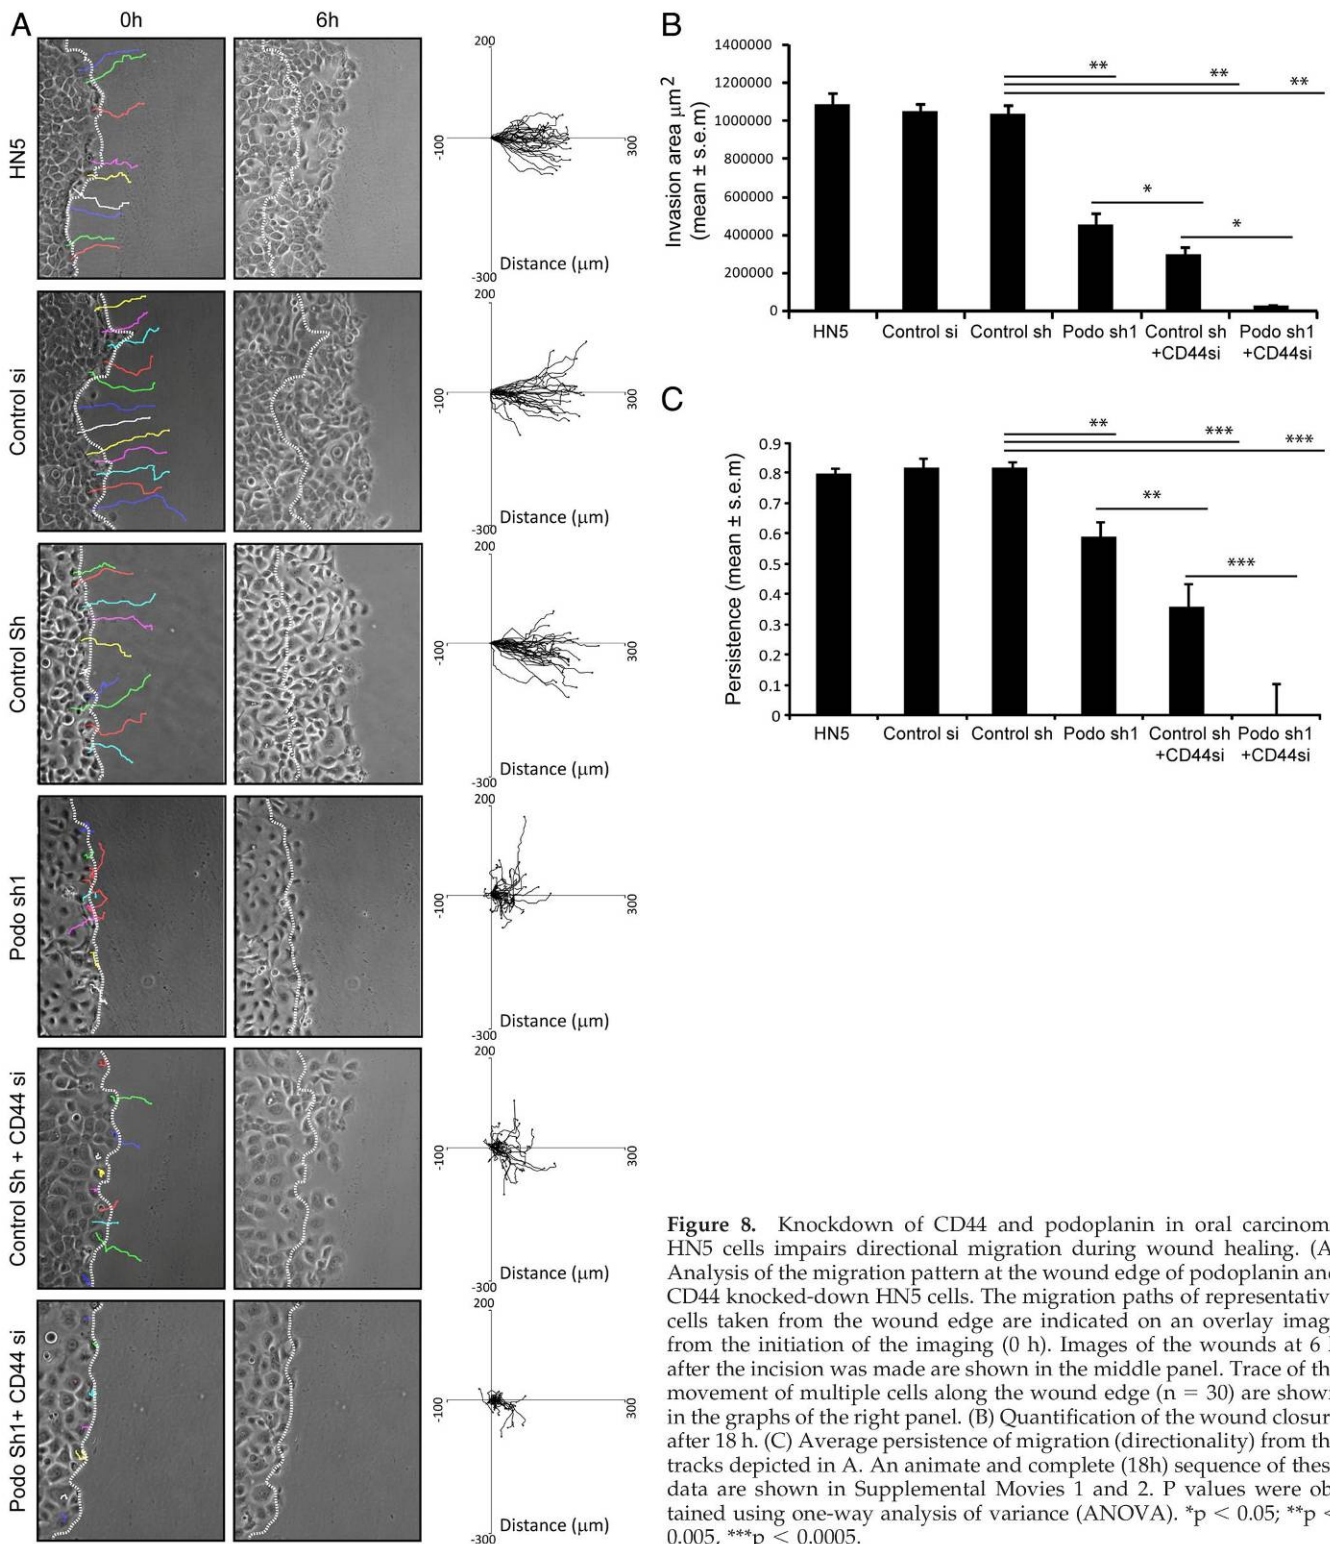 A
0h
6h
HN5
200
-100
300
-300
Distance (μm)
Control si
200
-100
300
-300
Distance (μm)
Control Sh
200
-100
300
-300
Distance (μm)
Podo sh1
200
-100
300
-300
Distance (μm)
Control Sh + CD44 si
200
-100
300
-300
Distance (μm)
Podo Sh1+ CD44 si
200
-100
300
-300
Distance (μm)
B
Invasion area μm²
(mean ± s.e.m)
1400000
1200000
1000000
800000
600000
400000
200000
0
**
**
**
*
*
HN5 Control si Control sh Podo sh1 Control sh Podo sh1
+CD44si +CD44si
C
Persistence (mean ± s.e.m)
0.9
0.8
0.7
0.6
0.5
0.4
0.3
0.2
0.1
0
**
***
***
**
***
HN5 Control si Control sh Podo sh1 Control sh Podo sh1
+CD44si +CD44si
Figure 8. Knockdown of CD44 and podoplanin in oral carcinom
HN5 cells impairs directional migration during wound healing. (A
Analysis of the migration pattern at the wound edge of podoplanin an
CD44 knocked-down HN5 cells. The migration paths of representativ
cells taken from the wound edge are indicated on an overlay imag
from the initiation of the imaging (0 h). Images of the wounds at 6
after the incision was made are shown in the middle panel. Trace of th
movement of multiple cells along the wound edge (n = 30) are show
in the graphs of the right panel. (B) Quantification of the wound closur
after 18 h. (C) Average persistence of migration (directionality) from th
tracks depicted in A. An animate and complete (18h) sequence of thes
data are shown in Supplemental Movies 1 and 2. P values were ob
tained using one-way analysis of variance (ANOVA). *p < 0.05; **p <
0.005, ***p < 0.0005.